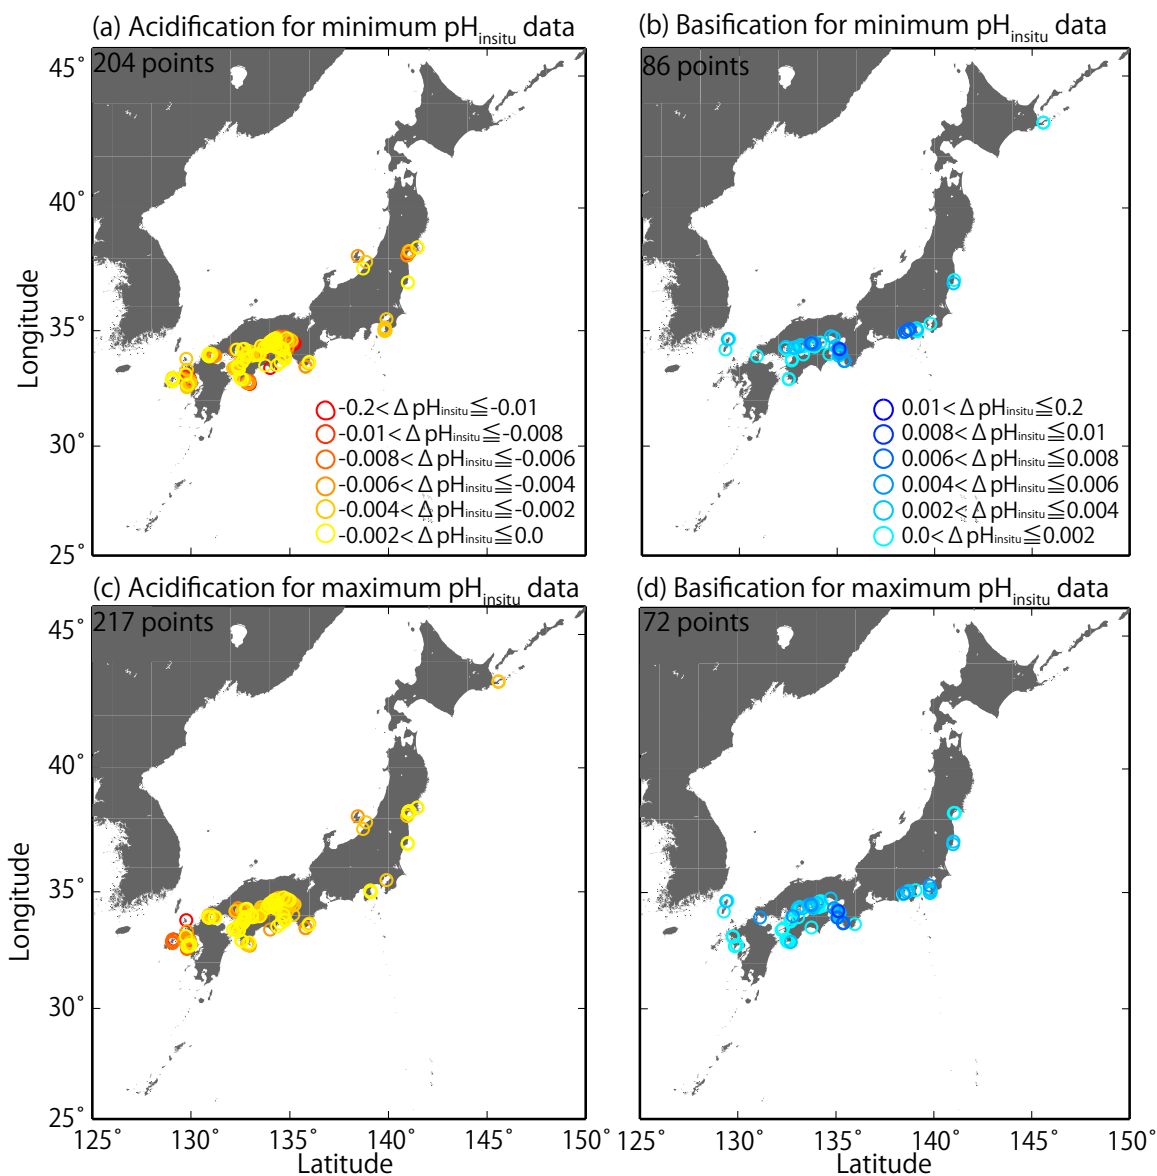 (a) Acidification for minimum pHinsitu data
(b) Basification for minimum pHinsitu data
204 points
86 points
45°
40°
35°
30°
25°
Longitude
-0.2< Δ pHinsitu≦-0.01
-0.01< Δ pHinsitu≦-0.008
-0.008< Δ pHinsitu≦-0.006
-0.006< Δ pHinsitu≦-0.004
-0.004< Δ pHinsitu≦-0.002
-0.002< Δ pHinsitu≦0.0
0.01< Δ pHinsitu≦0.2
0.008< Δ pHinsitu≦0.01
0.006< Δ pHinsitu≦0.008
0.004< Δ pHinsitu≦0.006
0.002< Δ pHinsitu≦0.004
0.0< Δ pHinsitu≦0.002
(c) Acidification for maximum pHinsitu data
(d) Basification for maximum pHinsitu data
217 points
72 points
45°
40°
35°
30°
25°
Longitude
125° 130° 135° 140° 145° 150°
125° 130° 135° 140° 145° 150°
Latitude
Latitude